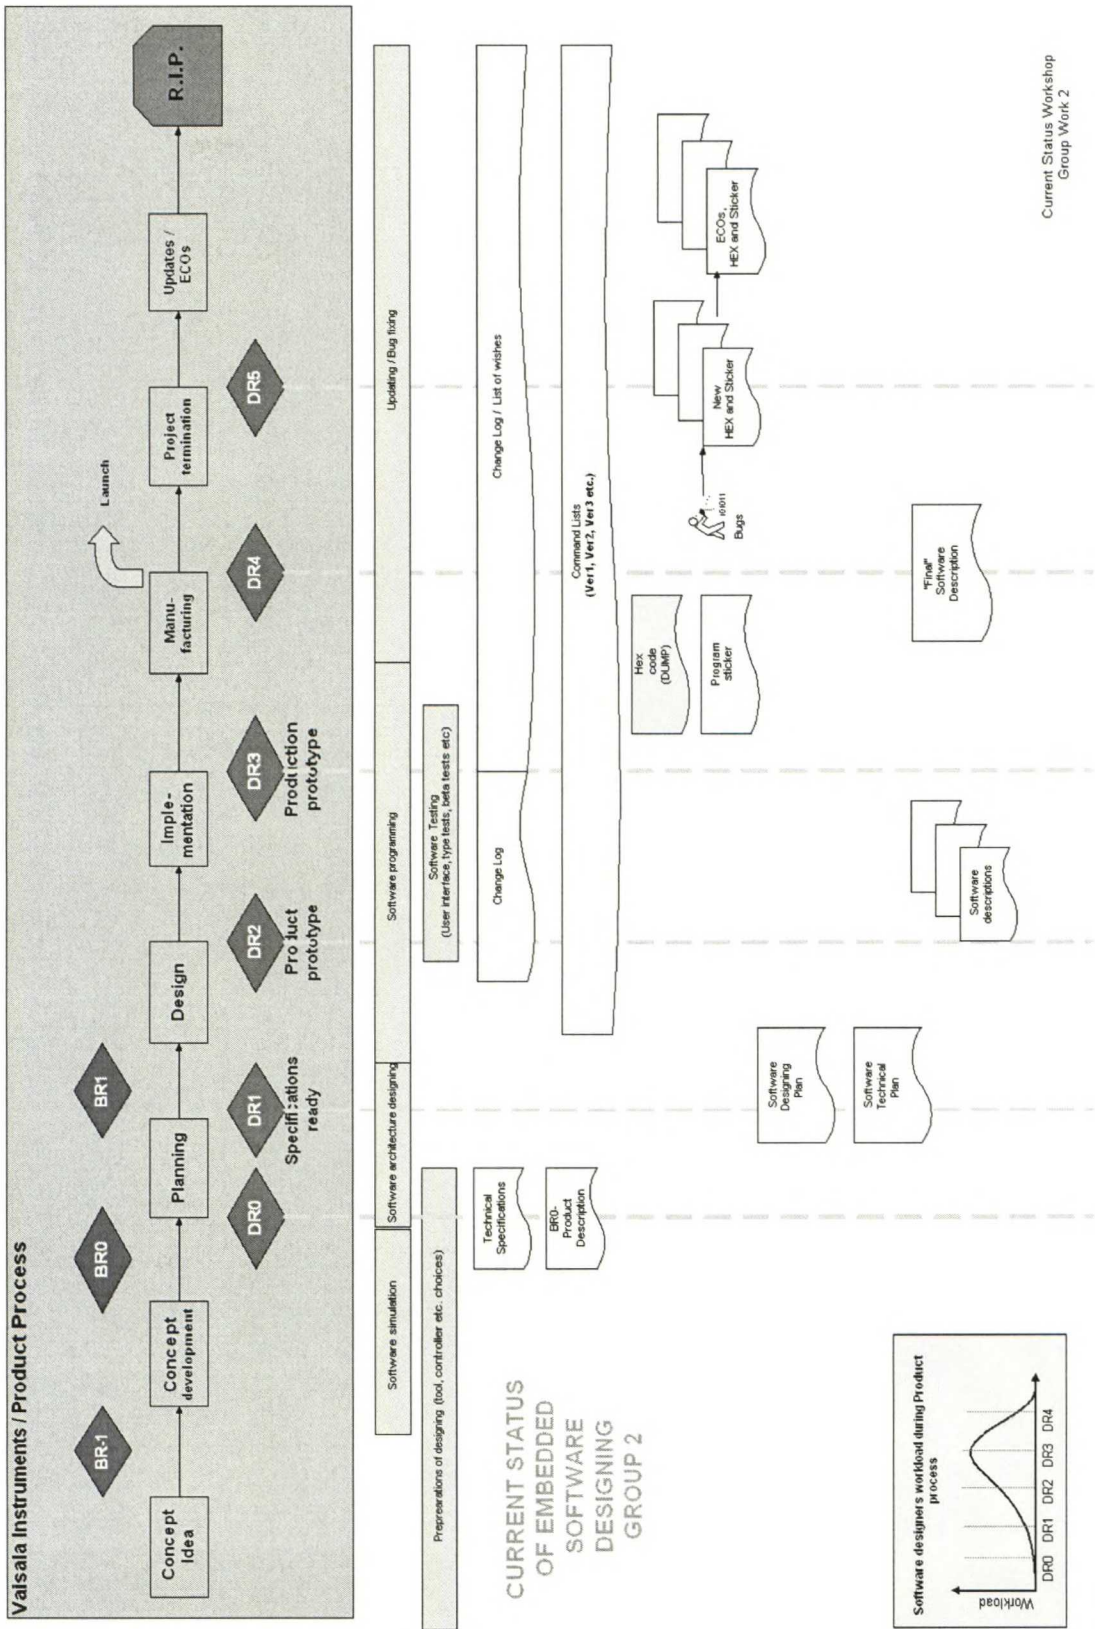 Vaisala Instruments / Product Process
BR-1
BR0
BR1
Launch
Concept
Idea
Concept
development
Planning
Design
Imple-
mentation
Manu-
facturing
Project
termination
Updates /
ECOs
R.I.P.
DR0
DR1
Specifications
ready
DR2
Product
prototype
DR3
Production
prototype
DR4
DR5
Software simulation
Software architecture designing
Software programming
Updating / Bug fixing
Preprearations of designing (tool, controller etc. choices)
Software Testing
(User interface, type tests, beta tests etc)
Technical
Specifications
Change Log
Change Log / List of wishes
BR0-
Product
Description
Command Lists
(Ver1, Ver2, Ver3 etc.)
CURRENT STATUS
OF EMBEDDED
SOFTWARE
DESIGNING
GROUP 2
Hex
code
(DUMP)
Program
sticker
101011
Bugs
New
HEX and Sticker
ECOs,
HEX and Sticker
Software
Designing
Plan
Software
Technical
Plan
Software
descriptions
"Final"
Software
Description
Software designers workload during Product
process
Workload
DR0 DR1 DR2 DR3 DR4
Current Status Workshop
Group Work 2